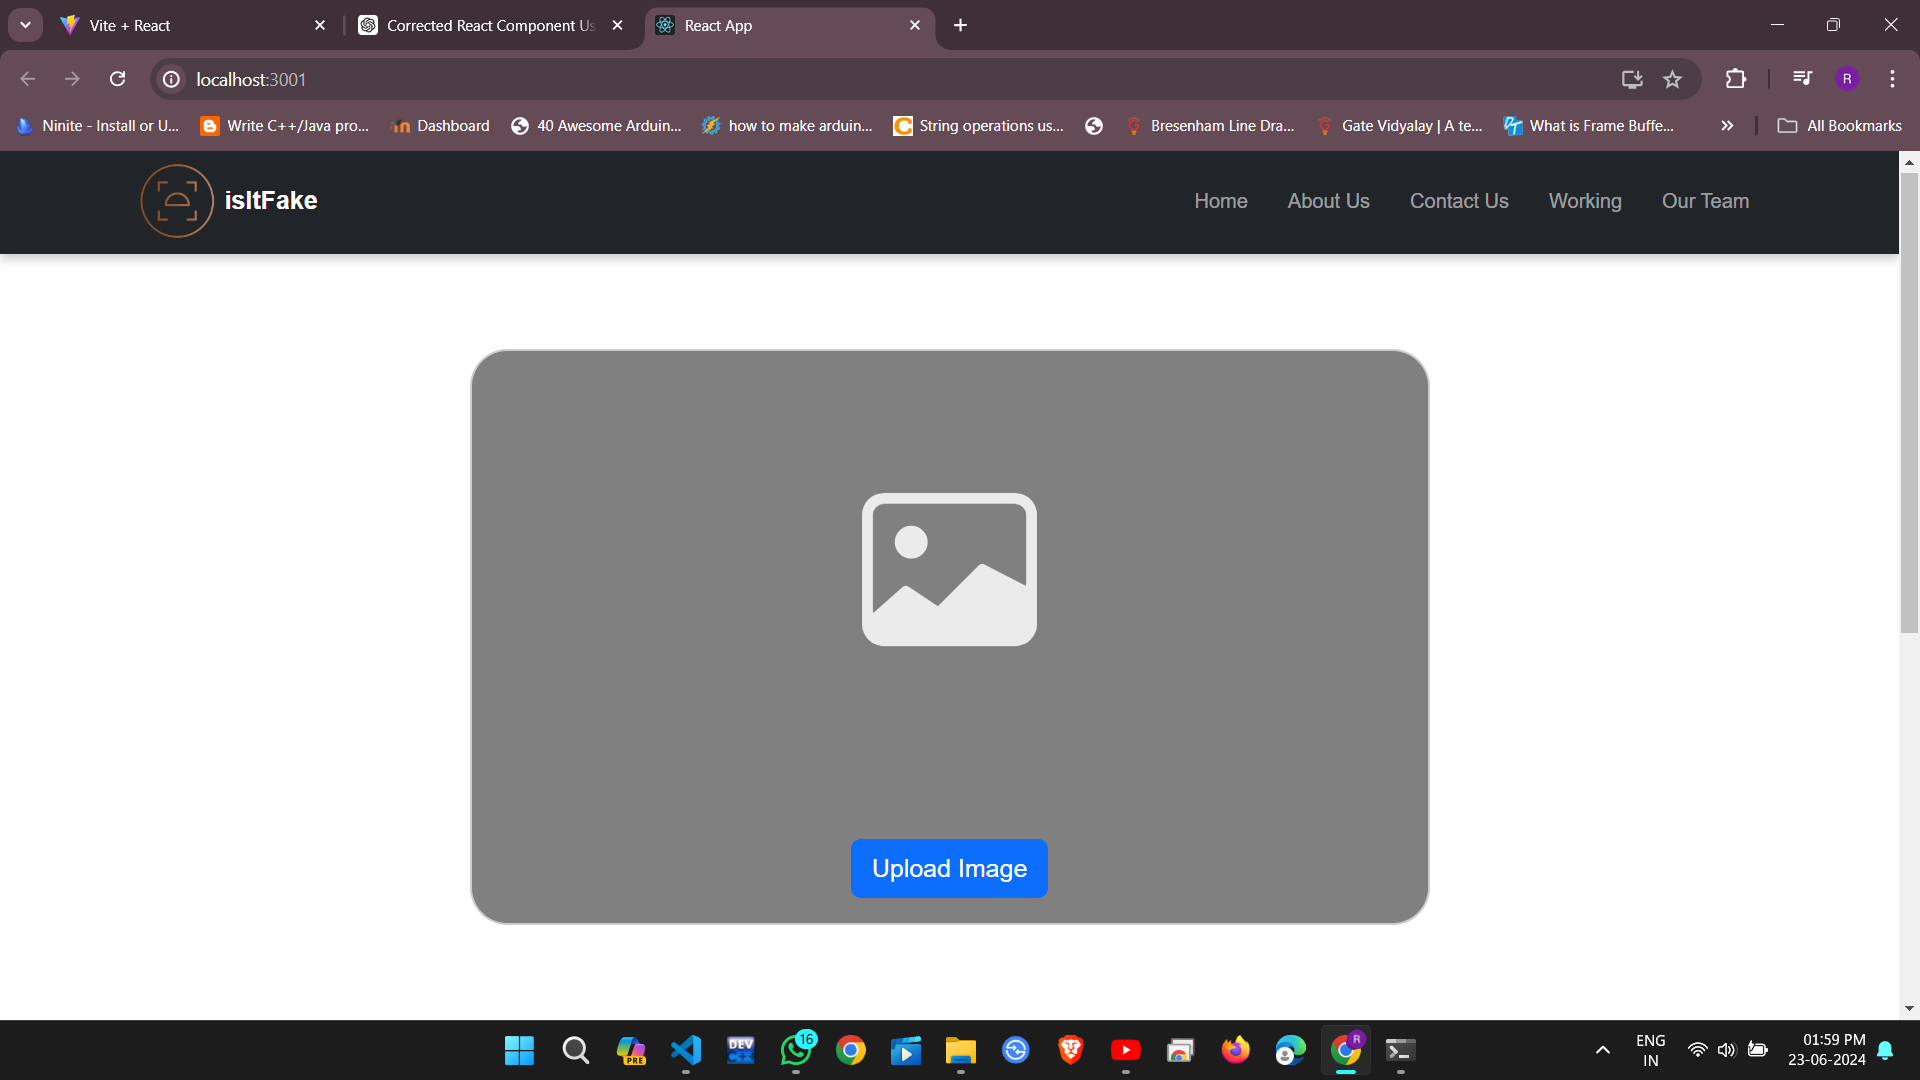 Vite + React
Corrected React Component Us
React App
localhost:3001
R
Ninite - Install or U...
Write C++/Java pro...
Dashboard
40 Awesome Arduin...
how to make arduin...
String operations us...
Bresenham Line Dra...
Gate Vidyalay | A te...
What is Frame Buffe...
All Bookmarks
isItFake
Home
About Us
Contact Us
Working
Our Team
Upload Image
PRE
DEV
C++
16
R
ENG
IN
01:59 PM
23-06-2024